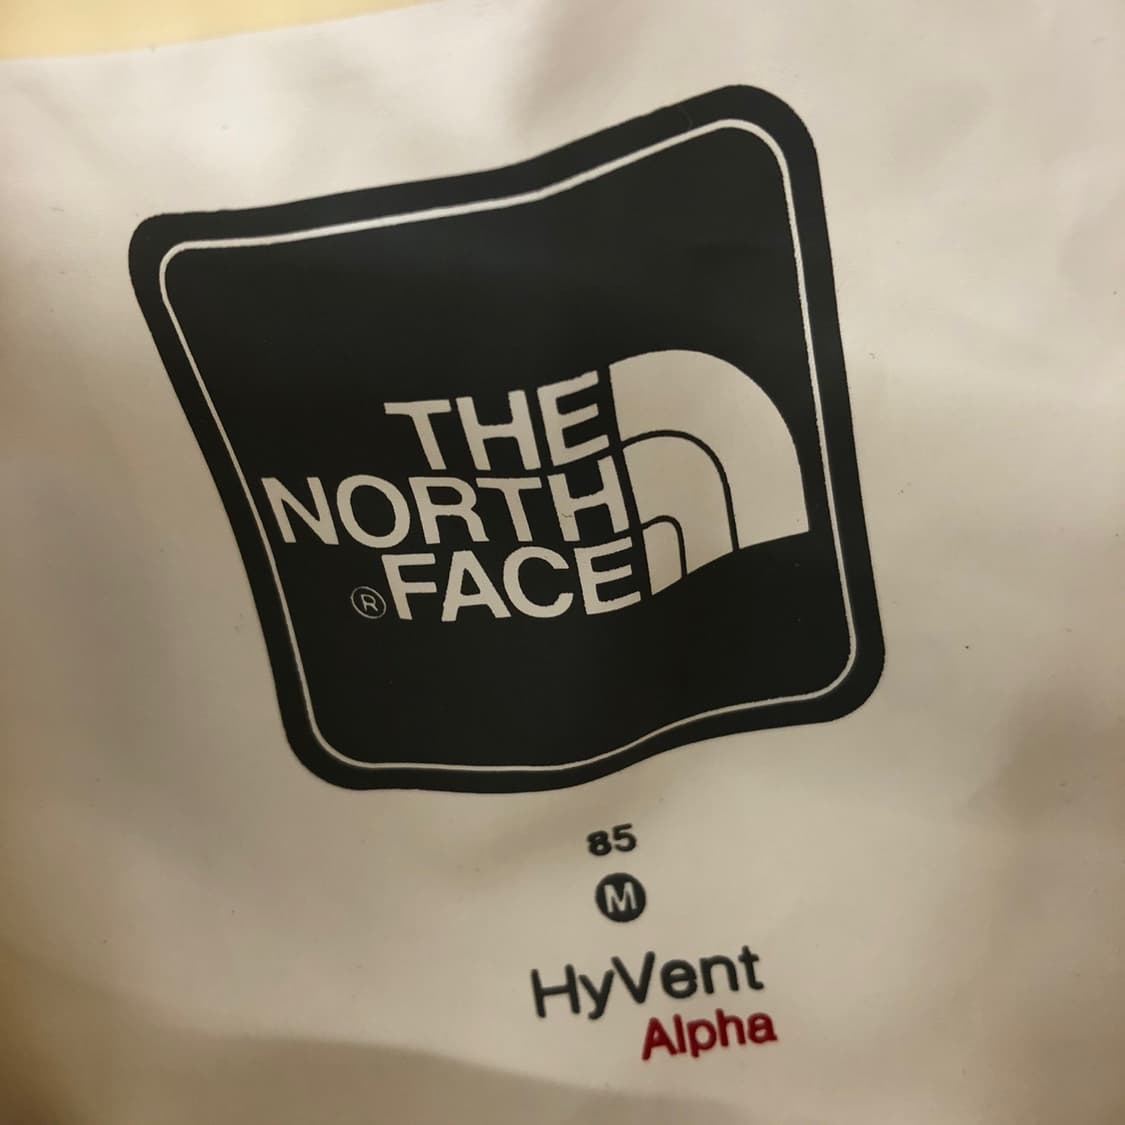 THE
NORTH
FACE
®
85
M
HyVent
Alpha